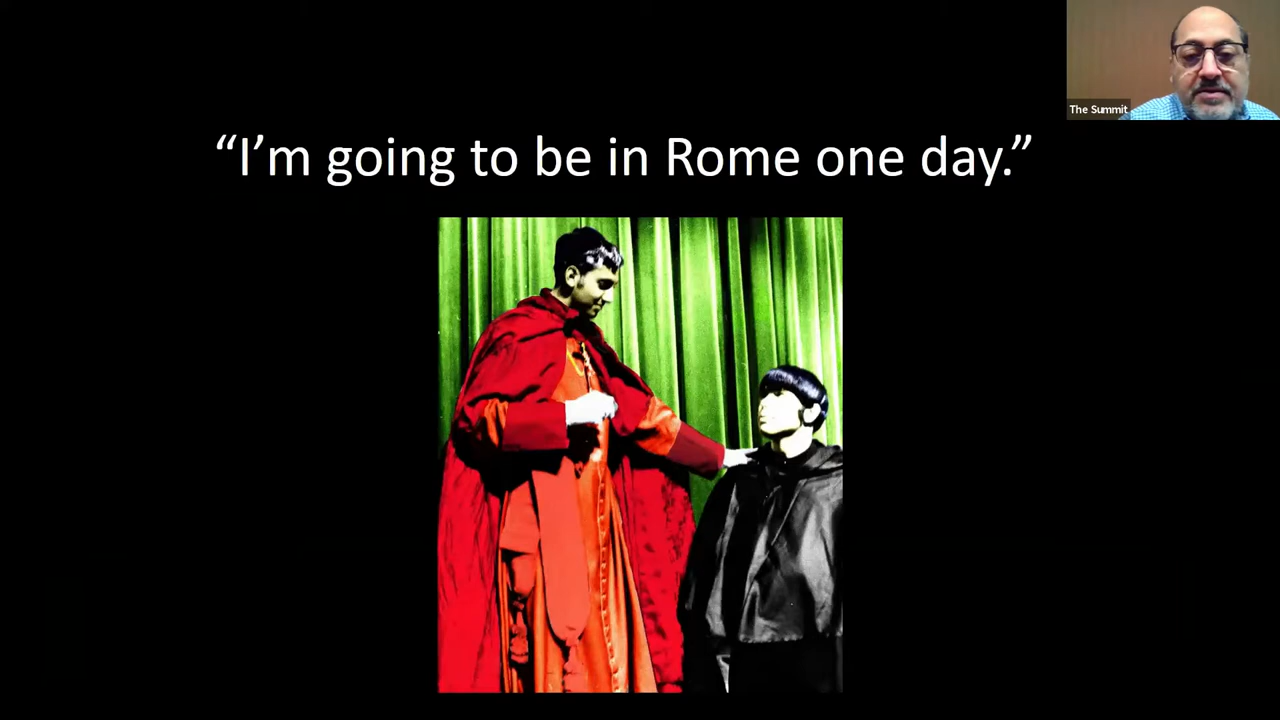 The Summit
“I’m going to be in Rome one day.”